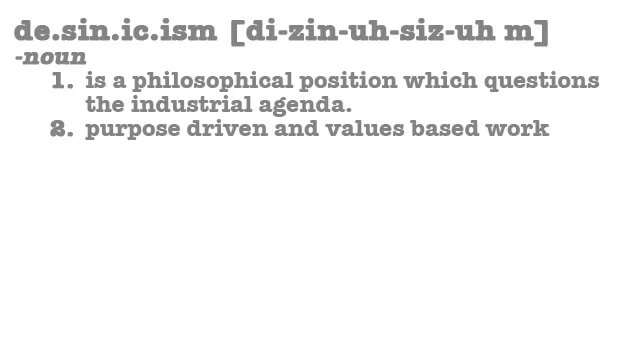 de.sin.ic.ism [di-zin-uh-siz-uh m]
-noun
1. is a philosophical position which questions
the industrial agenda.
2. purpose driven and values based work